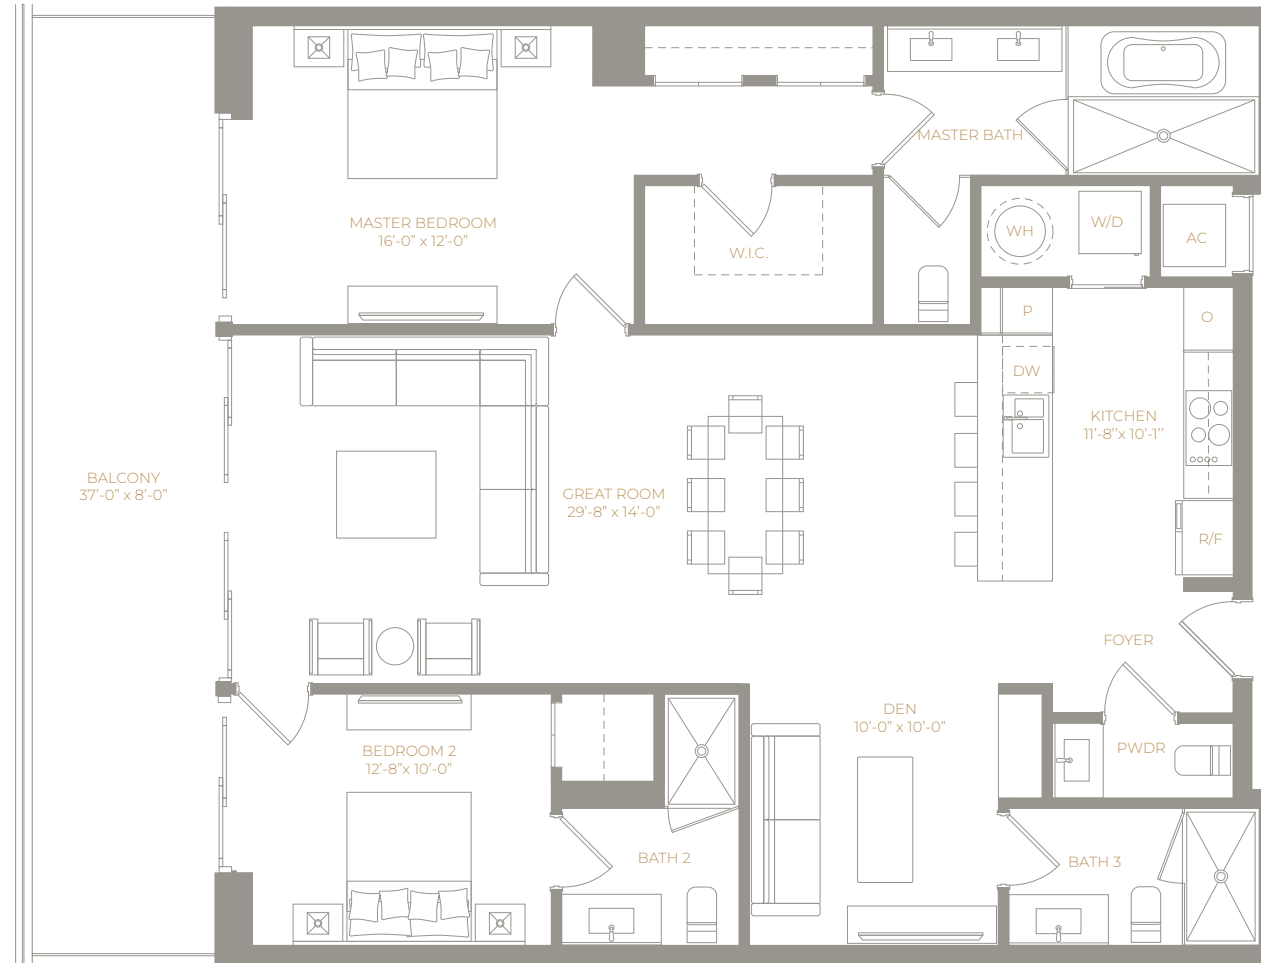 MASTER BATH
MASTER BEDROOM
16'-0” x 12'-0”
W.I.C.
WH
W/D
AC
P
O
DW
KITCHEN
11'-8''x 10'-1''
BALCONY
37'-0” x 8'-0”
GREAT ROOM
29'-8” x 14'-0”
R/F
FOYER
DEN
10'-0” x 10'-0”
BEDROOM 2
12'-8”x 10'-0”
PWDR
BATH 2
BATH 3